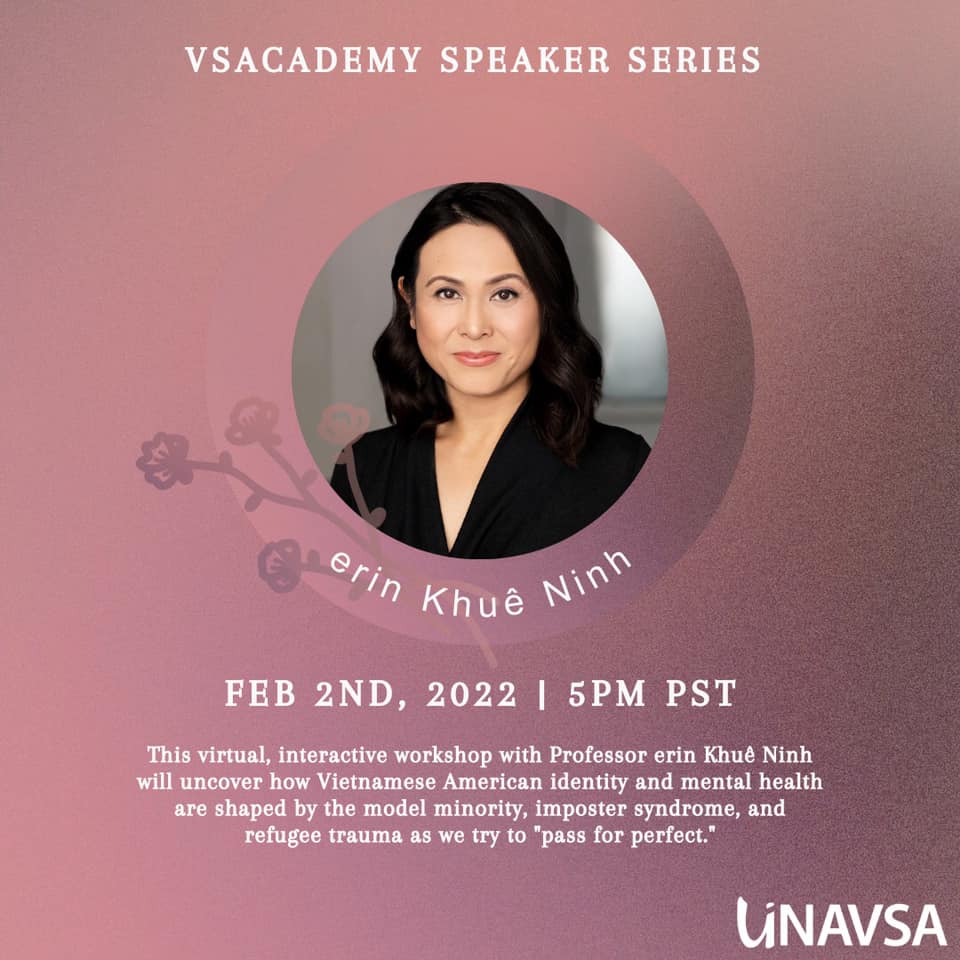 VSACADEMY SPEAKER SERIES
erin Khuê Ninh
FEB 2ND, 2022 | 5PM PST
This virtual, interactive workshop with Professor erin Khuê Ninh
will uncover how Vietnamese American identity and mental health
are shaped by the model minority, imposter syndrome, and
refugee trauma as we try to "pass for perfect."
UNAVSA